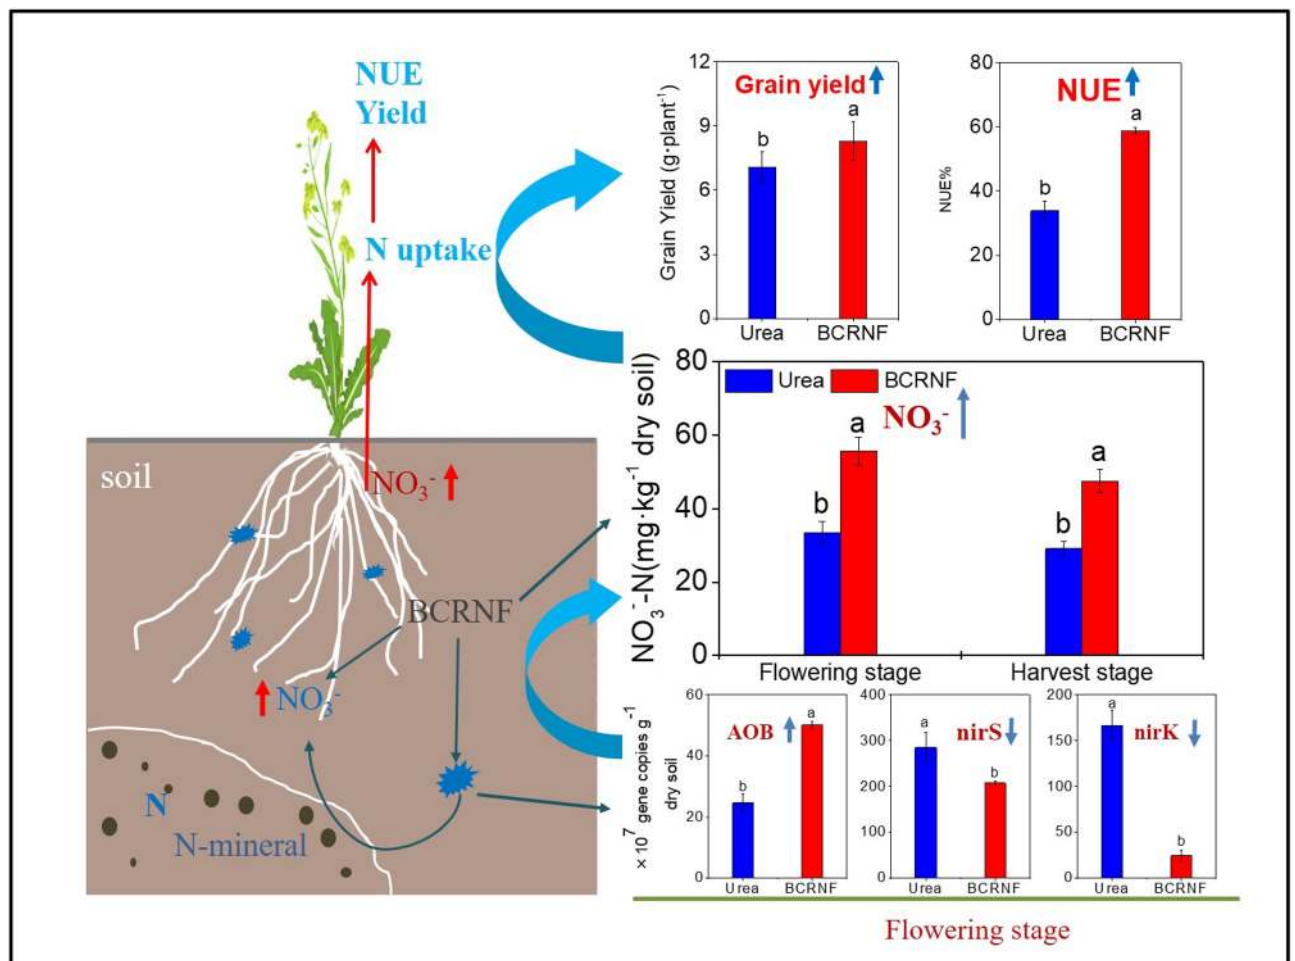 NUE
Yield
N uptake
soil
NO₃⁻
BCRNF
NO₃⁻
N
N-mineral
12
9
6
3
0
Grain Yield (g·plant⁻¹)
Grain yield
b
a
Urea
BCRNF
80
60
40
20
0
NUE%
NUE
b
a
Urea
BCRNF
80
60
40
20
0
NO₃⁻-N(mg·kg⁻¹ dry soil)
Urea
BCRNF
NO₃⁻
b
a
b
a
Flowering stage
Harvest stage
60
40
20
0
×10⁷ gene copies g⁻¹
dry soil
AOB
b
a
Urea
BCRNF
400
300
200
100
0
nirS
a
b
Urea
BCRNF
200
150
100
50
0
nirK
a
b
Urea
BCRNF
Flowering stage